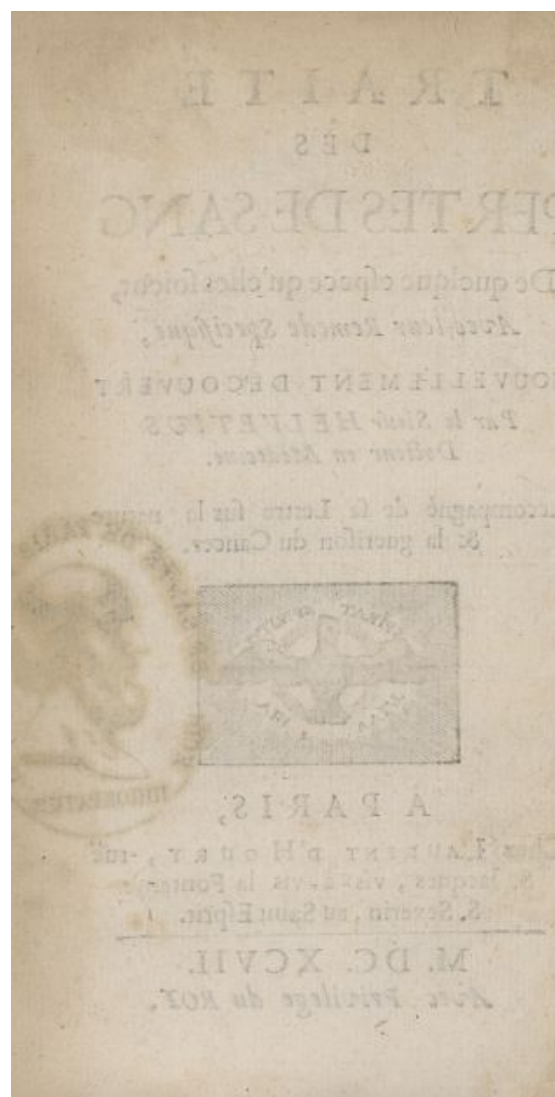 TRAITE
DES
PERTES DE SANG
De quelque espece qu'elles soient,
Avec leur Remede Specifique,
NOUVELLEMENT DECOUVERT
Par le Sieur HELVETIUS
Docteur en Medecine.
Accompagné de sa Lettre sur la nature
& la guerison du Cancer.
A PARIS,
Chez LAURENT D'HOURY, ruë
S. Jacques, vis-à-vis la Fontaine
S. Severin, au Saint Esprit.
M. DC. XCVII.
Avec Privilege du ROY.